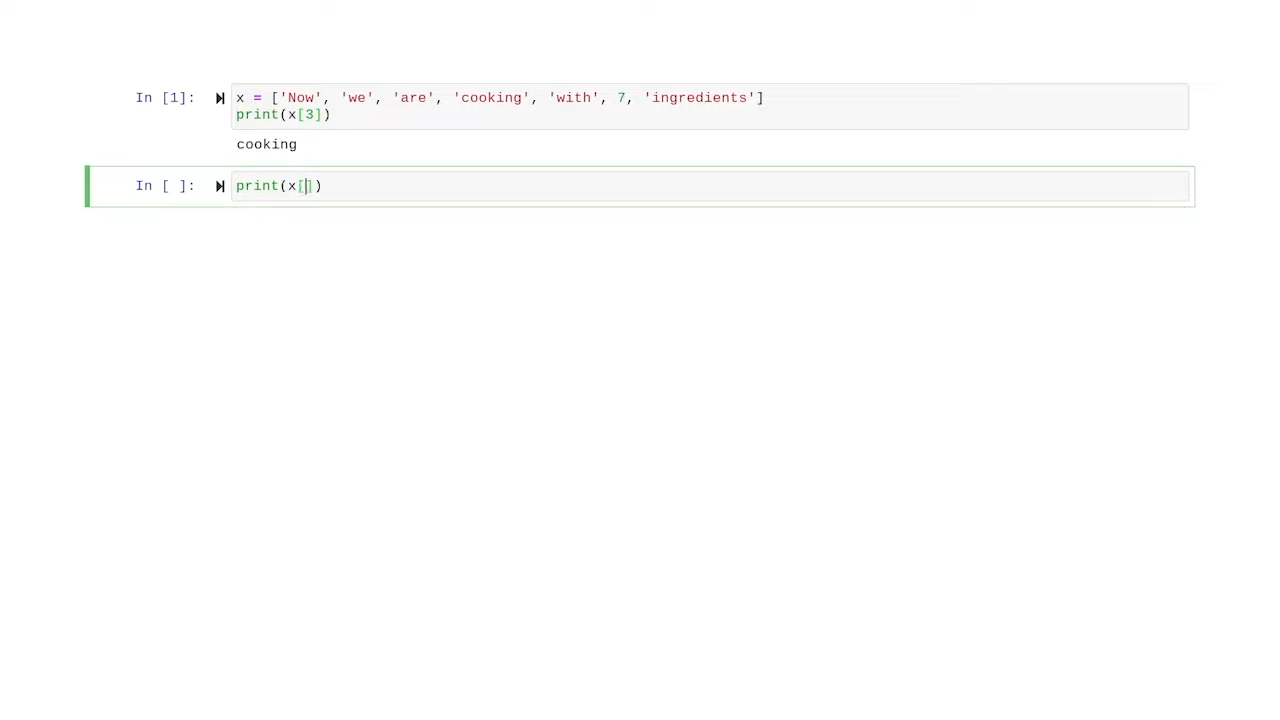 In [1]: x = ['Now', 'we', 'are', 'cooking', 'with', 7, 'ingredients']
print(x[3])
cooking
In [ ]: print(x[])